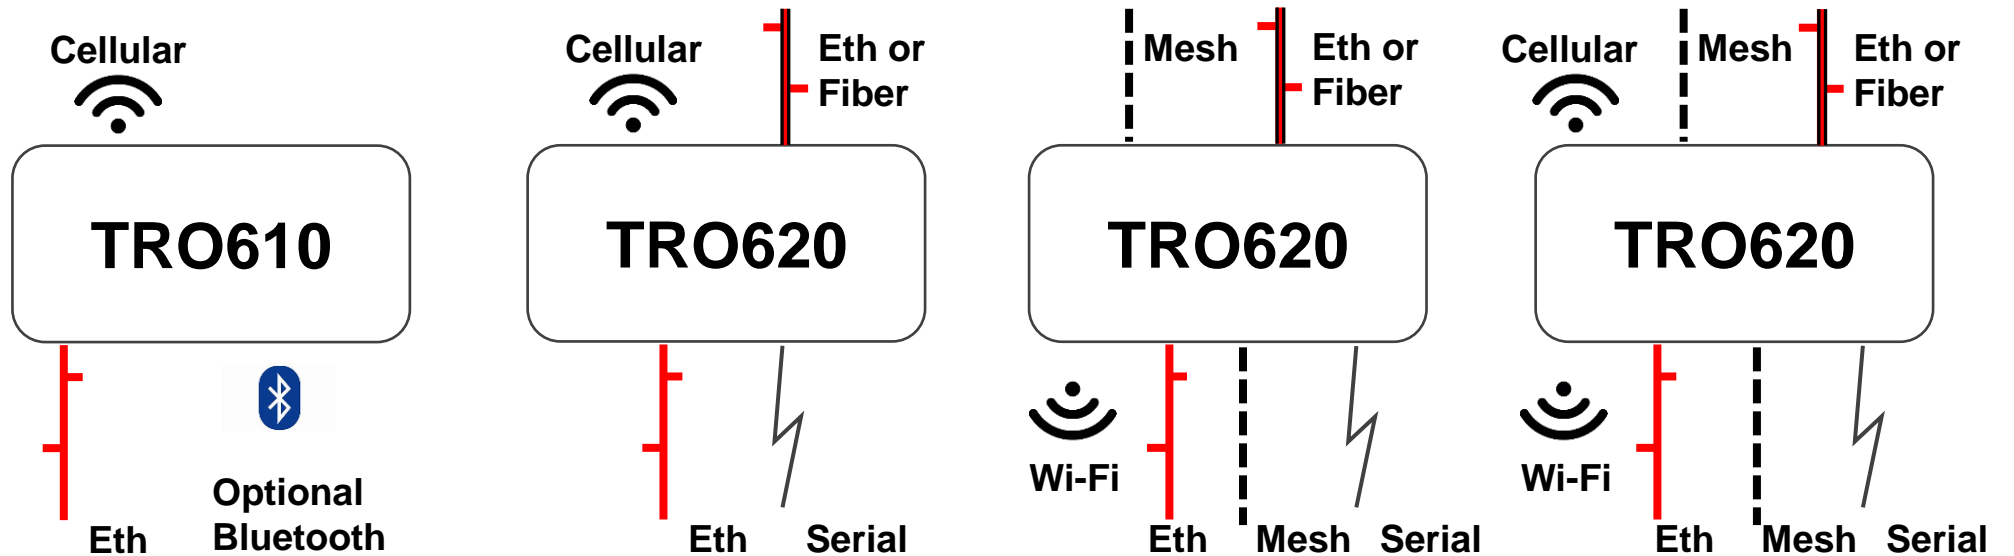 Cellular
TRO610
Eth
Optional
Bluetooth
Cellular
Eth or
Fiber
TRO620
Eth
Serial
Mesh
Eth or
Fiber
TRO620
Wi-Fi
Eth
Mesh
Serial
Cellular
Mesh
Eth or
Fiber
TRO620
Wi-Fi
Eth
Mesh
Serial